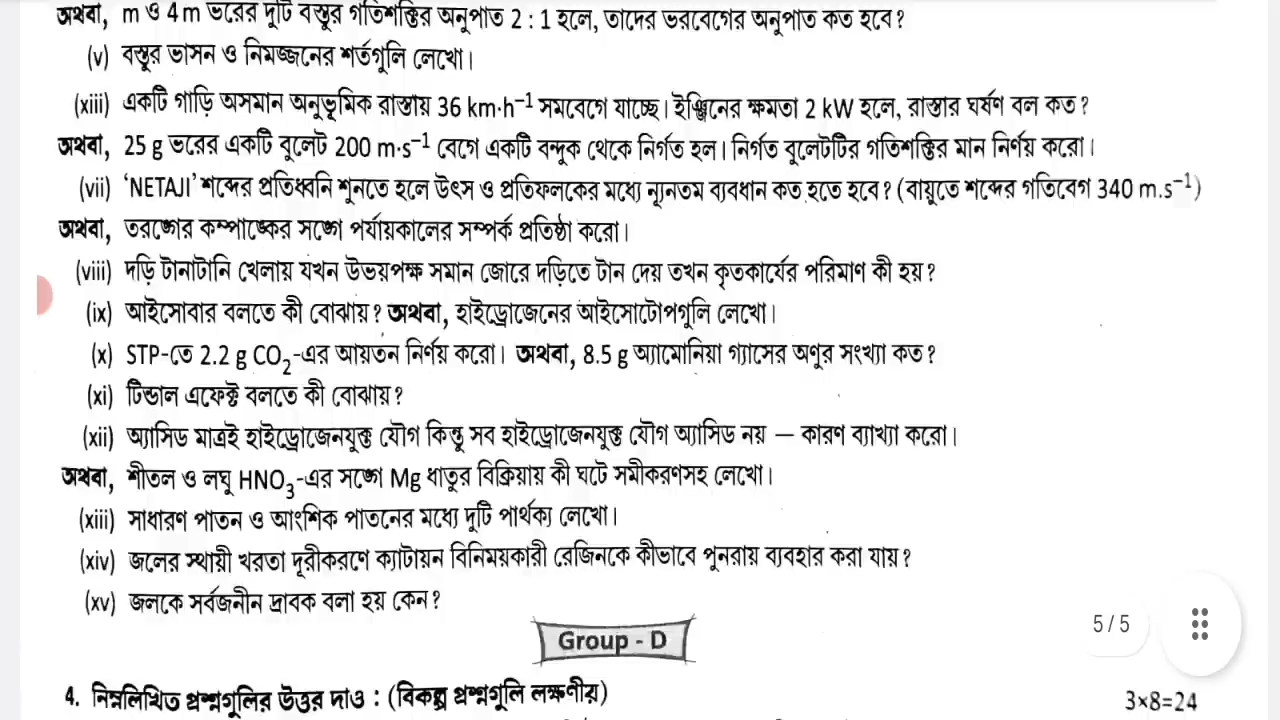 অথবা, m ও 4m ভরের দুটি বস্তুর গতিশক্তির অনুপাত 2 : 1 হলে, তাদের ভরবেগের অনুপাত কত হবে?
(v) বস্তুর ভাসন ও নিমজ্জনের শর্তগুলি লেখো।
(xiii) একটি গাড়ি অসমান অনুভূমিক রাস্তায় 36 km·h⁻¹ সমবেগে যাচ্ছে। ইঞ্জিনের ক্ষমতা 2 kW হলে, রাস্তার ঘর্ষণ বল কত?
অথবা, 25 g ভরের একটি বুলেট 200 m·s⁻¹ বেগে একটি বন্দুক থেকে নির্গত হল। নির্গত বুলেটটির গতিশক্তির মান নির্ণয় করো।
(vii) ‘NETAJI’ শব্দের প্রতিধ্বনি শুনতে হলে উৎস ও প্রতিফলকের মধ্যে ন্যূনতম ব্যবধান কত হতে হবে? (বায়ুতে শব্দের গতিবেগ 340 m.s⁻¹)
অথবা, তরঙ্গের কম্পাঙ্কের সঙ্গে পর্যায়কালের সম্পর্ক প্রতিষ্ঠা করো।
(viii) দড়ি টানাটানি খেলায় যখন উভয়পক্ষ সমান জোরে দড়িতে টান দেয় তখন কৃতকার্যের পরিমাণ কী হয়?
(ix) আইসোবার বলতে কী বোঝায়? অথবা, হাইড্রোজেনের আইসোটোপগুলি লেখো।
(x) STP-তে 2.2 g CO₂-এর আয়তন নির্ণয় করো। অথবা, 8.5 g অ্যামোনিয়া গ্যাসের অণুর সংখ্যা কত?
(xi) টিন্ডাল এফেক্ট বলতে কী বোঝায়?
(xii) অ্যাসিড মাত্রই হাইড্রোজেনযুক্ত যৌগ কিন্তু সব হাইড্রোজেনযুক্ত যৌগ অ্যাসিড নয় — কারণ ব্যাখ্যা করো।
অথবা, শীতল ও লঘু HNO₃-এর সঙ্গে Mg ধাতুর বিক্রিয়ায় কী ঘটে সমীকরণসহ লেখো।
(xiii) সাধারণ পাতন ও আংশিক পাতনের মধ্যে দুটি পার্থক্য লেখো।
(xiv) জলের স্থায়ী খরতা দূরীকরণে ক্যাটায়ন বিনিময়কারী রেজিনকে কীভাবে পুনরায় ব্যবহার করা যায়?
(xv) জলকে সর্বজনীন দ্রাবক বলা হয় কেন?
5 / 5
Group - D
4. নিম্নলিখিত প্রশ্নগুলির উত্তর দাও : (বিকল্প প্রশ্নগুলি লক্ষণীয়) 3×8=24